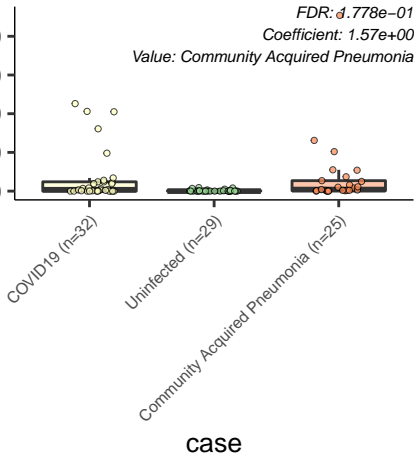 FDR: 1.778e−01
Coefficient: 1.57e+00
Value: Community Acquired Pneumonia
COVID19 (n=32)
Uninfected (n=29)
Community Acquired Pneumonia (n=25)
case